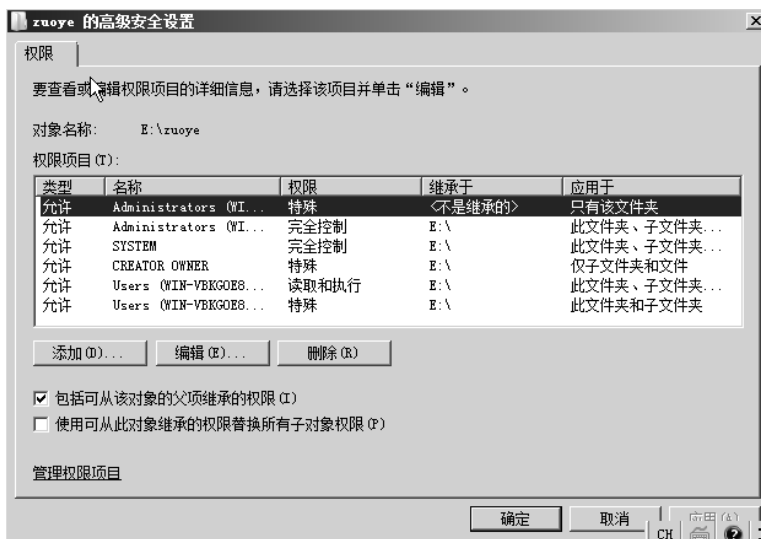 zuoye 的高级安全设置
权限
要查看或编辑权限项目的详细信息，请选择该项目并单击“编辑”。
对象名称: E:\zuoye
权限项目(T):
类型 名称 权限 继承于 应用于
允许 Administrators (WI... 特殊 <不是继承的> 只有该文件夹
允许 Administrators (WI... 完全控制 E:\ 此文件夹、子文件夹...
允许 SYSTEM 完全控制 E:\ 此文件夹、子文件夹...
允许 CREATOR OWNER 特殊 E:\ 仅子文件夹和文件
允许 Users (WIN-VBKGOE8... 读取和执行 E:\ 此文件夹、子文件夹...
允许 Users (WIN-VBKGOE8... 特殊 E:\ 此文件夹和子文件夹
添加(D)... 编辑(E)... 删除(R)
包括可从该对象的父项继承的权限(I)
使用可从此对象继承的权限替换所有子对象权限(P)
管理权限项目
确定 取消 应用(A)
CH